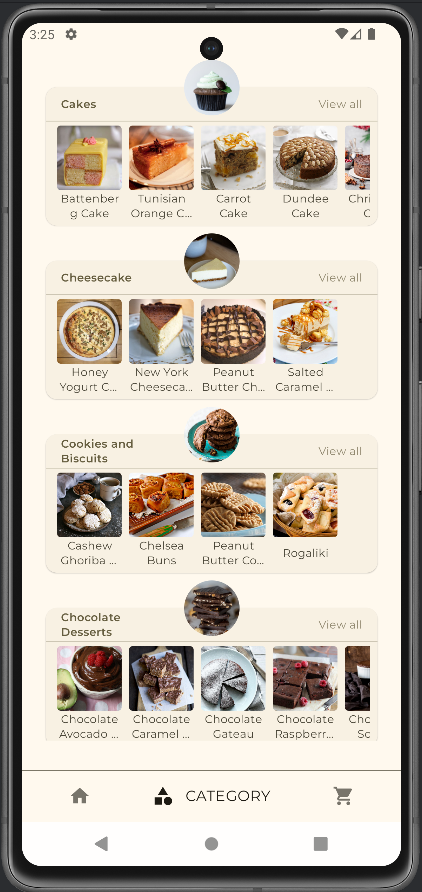 3:25
Cakes
View all
Battenber
g Cake
Tunisian
Orange C...
Carrot
Cake
Dundee
Cake
Chri
C
Cheesecake
View all
Honey
Yogurt C...
New York
Cheeseca...
Peanut
Butter Ch...
Salted
Caramel ...
Cookies and
Biscuits
View all
Cashew
Ghoriba ...
Chelsea
Buns
Peanut
Butter Co...
Rogaliki
Chocolate
Desserts
View all
Chocolate
Avocado ...
Chocolate
Caramel ...
Chocolate
Gateau
Chocolate
Raspberr...
Choc
Sc
CATEGORY